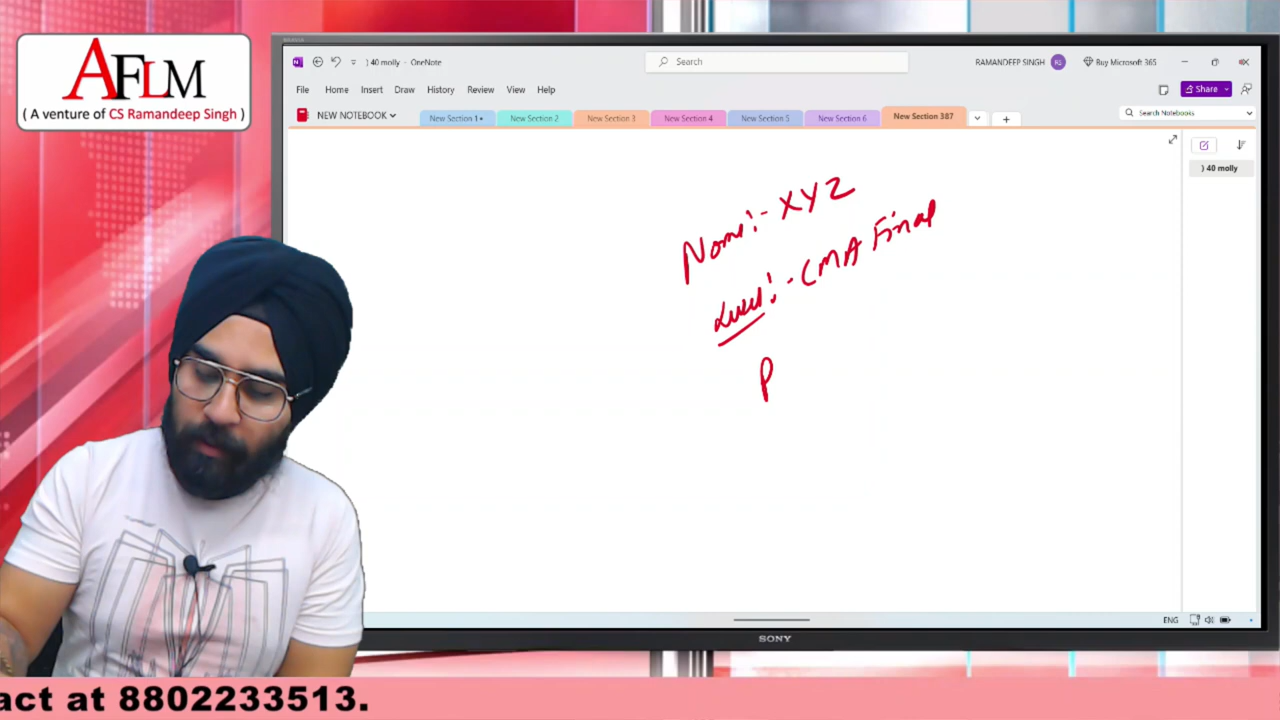 AFLM
( A venture of CS Ramandeep Singh )
SONY
) 40 molly - OneNote
Search
RAMANDEEP SINGH
RS
Buy Microsoft 365
File Home Insert Draw History Review View Help
Share
NEW NOTEBOOK
New Section 1
New Section 2
New Section 3
New Section 4
New Section 5
New Section 6
New Section 387
+
Search Notebooks
) 40 molly
Name:- XYZ
Level:- CMA Final
P
ENG
SONY
act at 8802233513.